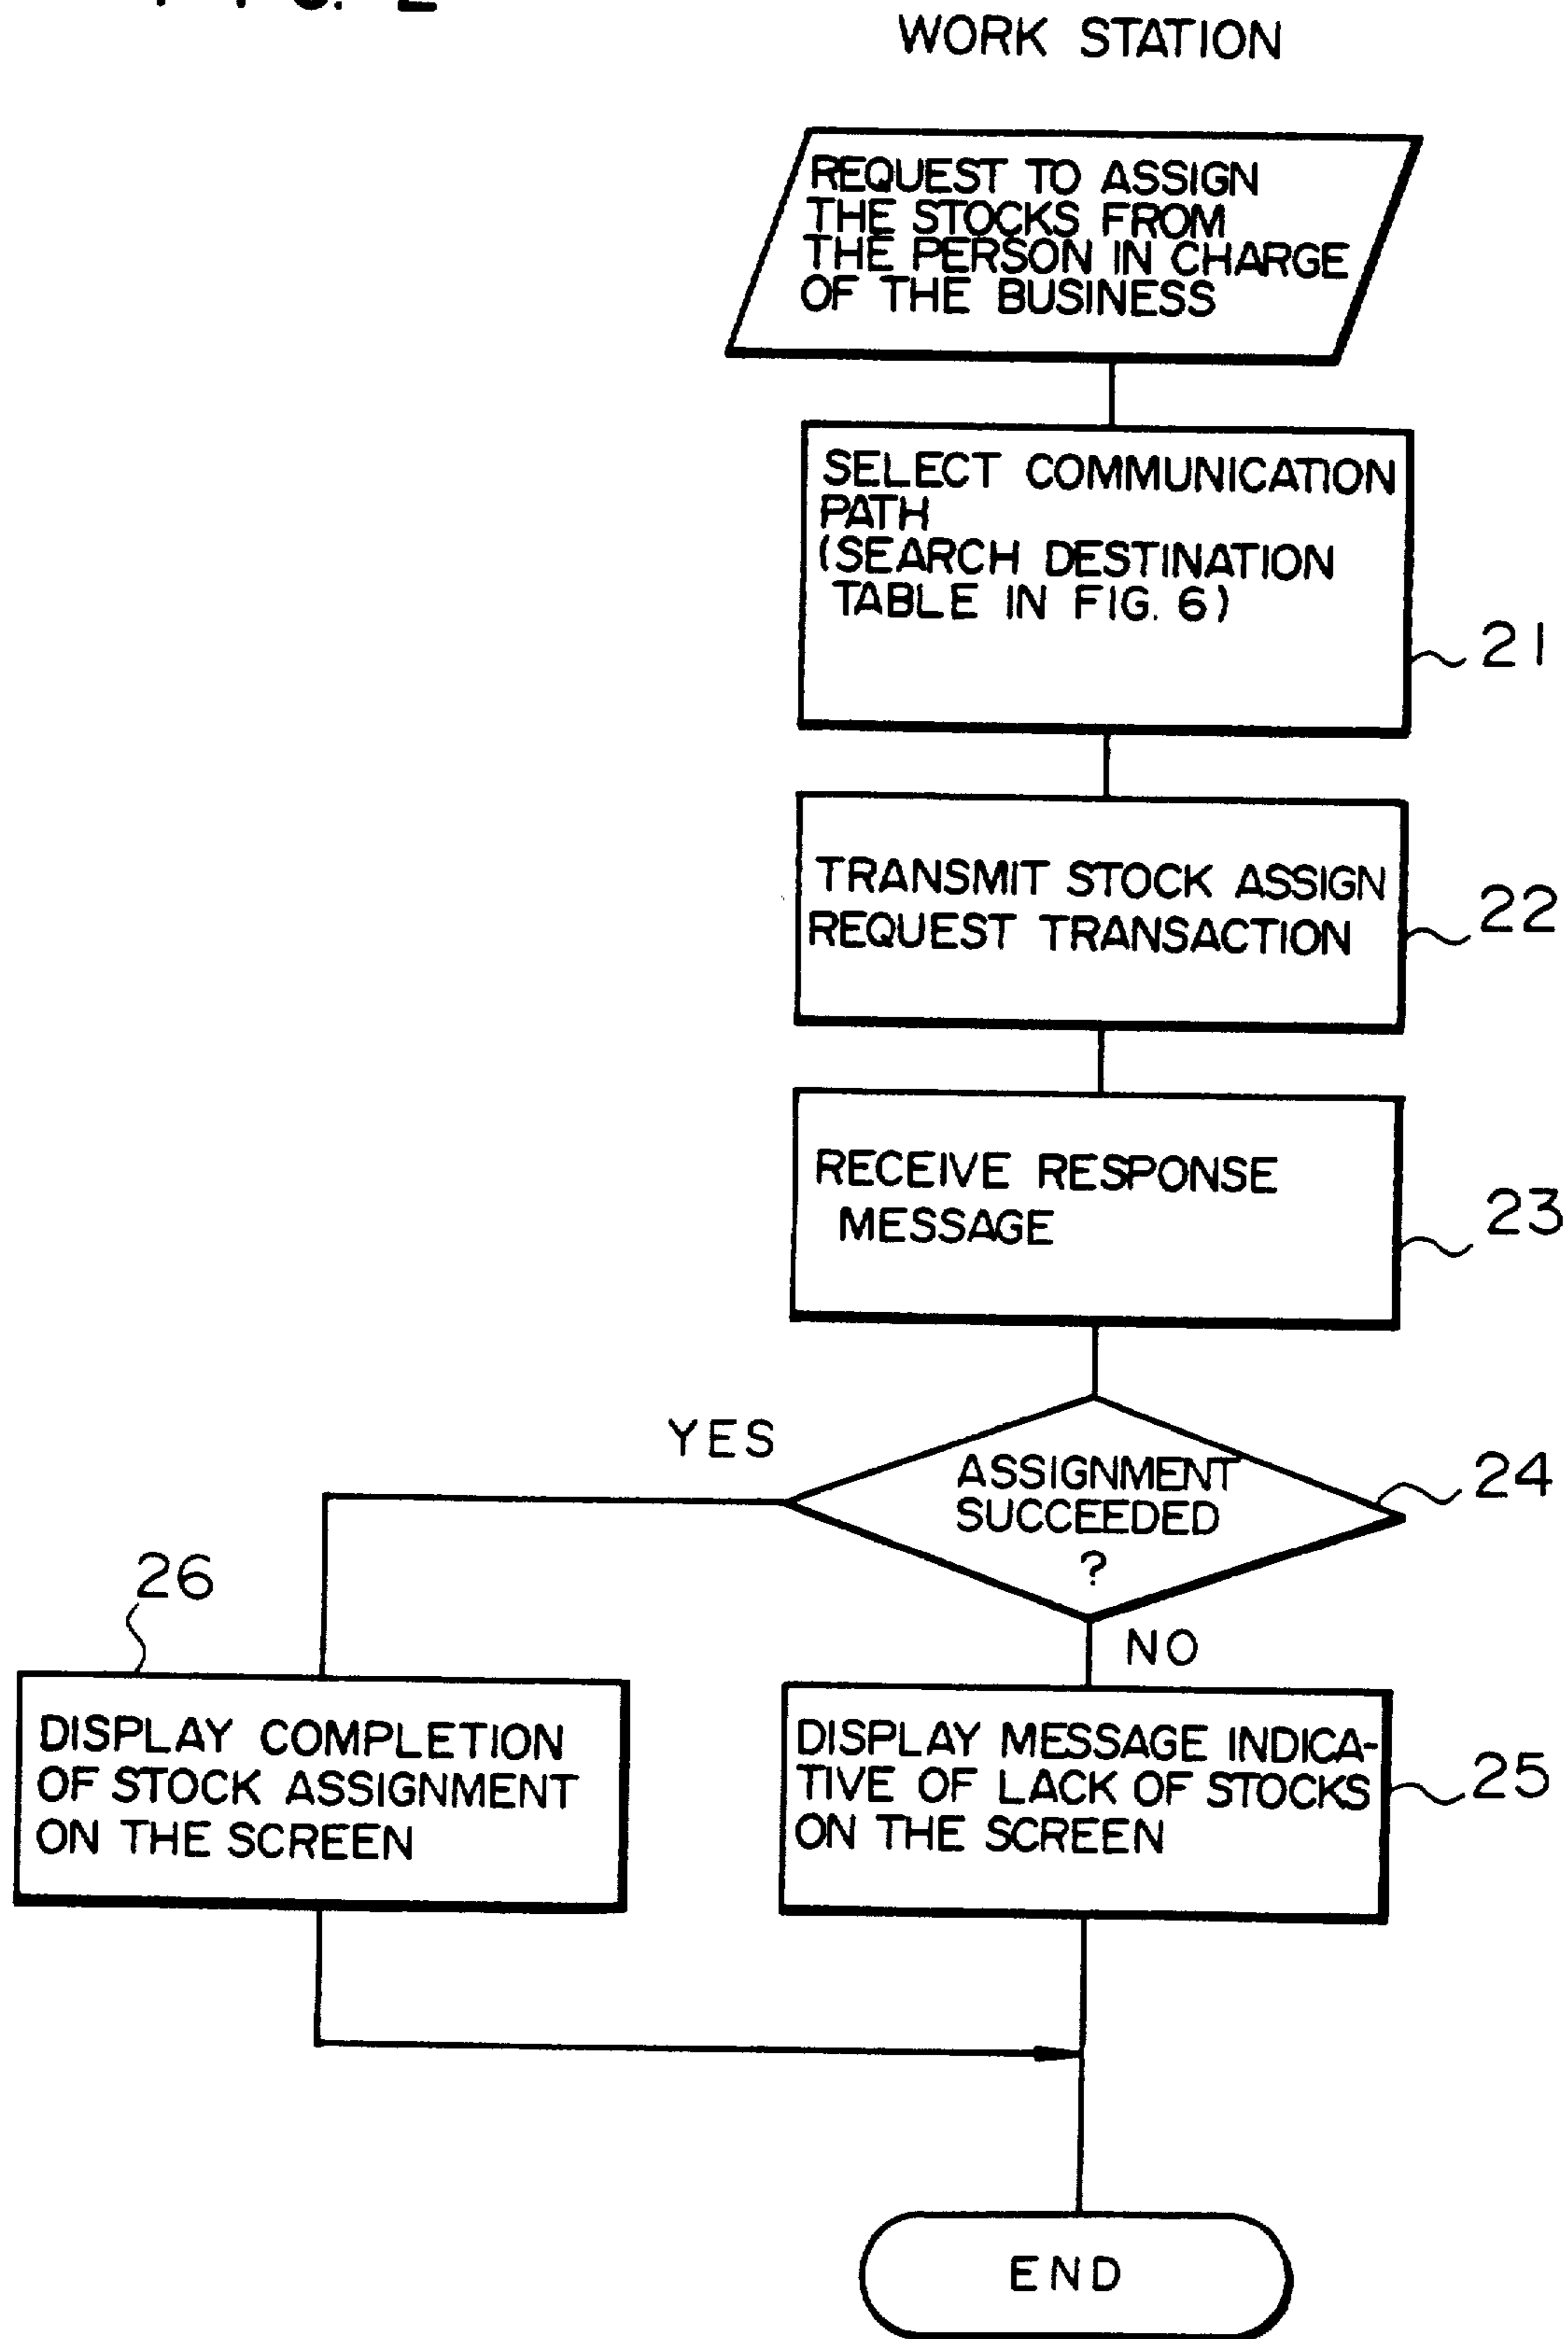 WORK STATION
REQUEST TO ASSIGN
THE STOCKS FROM
THE PERSON IN CHARGE
OF THE BUSINESS
SELECT COMMUNICATION
PATH
(SEARCH DESTINATION
TABLE IN FIG. 6)
21
TRANSMIT STOCK ASSIGN
REQUEST TRANSACTION
22
RECEIVE RESPONSE
MESSAGE
23
YES
ASSIGNMENT
SUCCEEDED
?
24
NO
26
DISPLAY COMPLETION
OF STOCK ASSIGNMENT
ON THE SCREEN
DISPLAY MESSAGE INDICA-
TIVE OF LACK OF STOCKS
ON THE SCREEN
25
END